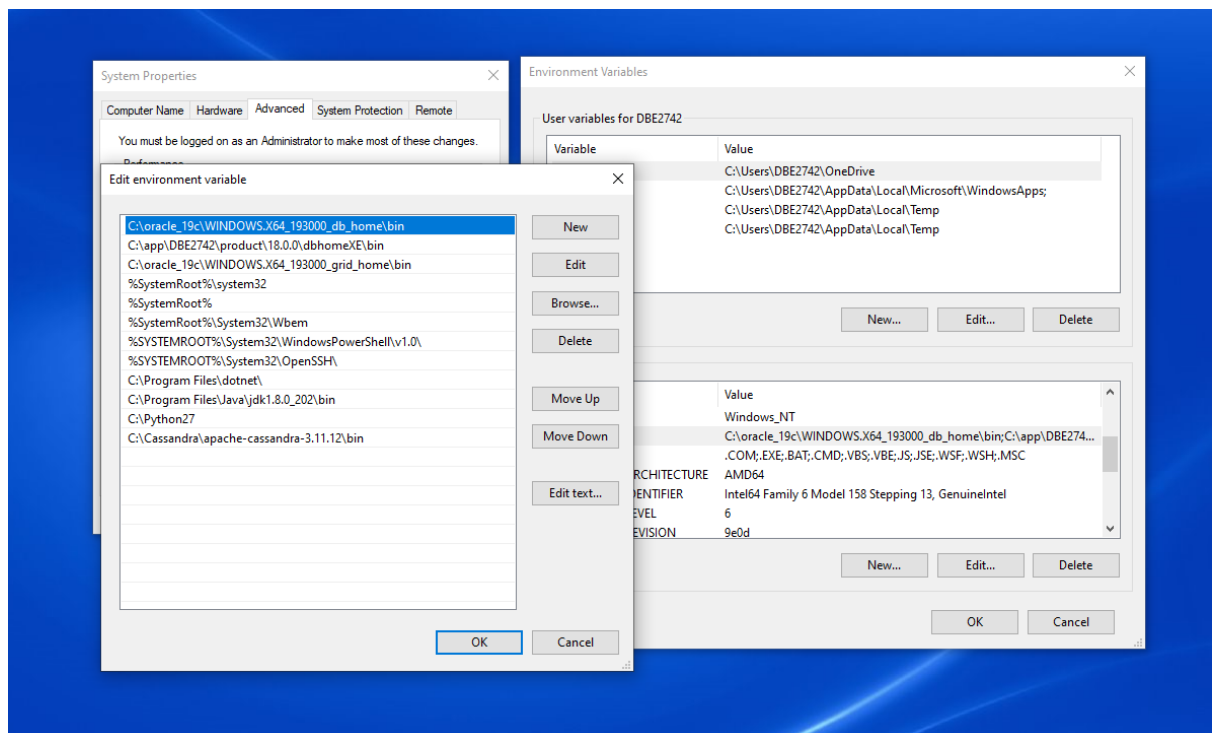 System Properties
Computer Name Hardware Advanced System Protection Remote
You must be logged on as an Administrator to make most of these changes.
Edit environment variable
C:\oracle_19c\WINDOWS.X64_193000_db_home\bin
C:\app\DBE2742\product\18.0.0\dbhomeXE\bin
C:\oracle_19c\WINDOWS.X64_193000_grid_home\bin
%SystemRoot%\system32
%SystemRoot%
%SystemRoot%\System32\Wbem
%SYSTEMROOT%\System32\WindowsPowerShell\v1.0\
%SYSTEMROOT%\System32\OpenSSH\
C:\Program Files\dotnet\
C:\Program Files\Java\jdk1.8.0_202\bin
C:\Python27
C:\Cassandra\apache-cassandra-3.11.12\bin
New
Edit
Browse...
Delete
Move Up
Move Down
Edit text...
OK Cancel
Environment Variables
User variables for DBE2742
Variable Value
C:\Users\DBE2742\OneDrive
C:\Users\DBE2742\AppData\Local\Microsoft\WindowsApps;
C:\Users\DBE2742\AppData\Local\Temp
C:\Users\DBE2742\AppData\Local\Temp
New... Edit... Delete
Value
Windows_NT
C:\oracle_19c\WINDOWS.X64_193000_db_home\bin;C:\app\DBE274...
.COM;.EXE;.BAT;.CMD;.VBS;.VBE;.JS;.JSE;.WSF;.WSH;.MSC
RCHITECTURE AMD64
DENTIFIER Intel64 Family 6 Model 158 Stepping 13, GenuineIntel
EVEL 6
EVISION 9e0d
New... Edit... Delete
OK Cancel